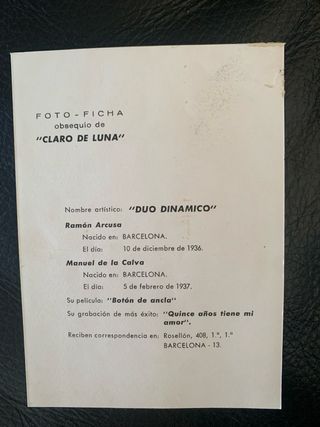 FOTO-FICHA
obsequio de
"CLARO DE LUNA"
Nombre artístico: "DUO DINAMICO"
Ramón Arcusa
Nacido en: BARCELONA.
El día: 10 de diciembre de 1936.
Manuel de la Calva
Nacido en: BARCELONA.
El día: 5 de febrero de 1937.
Su película: "Botón de ancla"
Su grabación de más éxito: "Quince años tiene mi
amor".
Reciben correspondencia en: Rosellón, 408, 1.º, 1.ª
BARCELONA - 13.